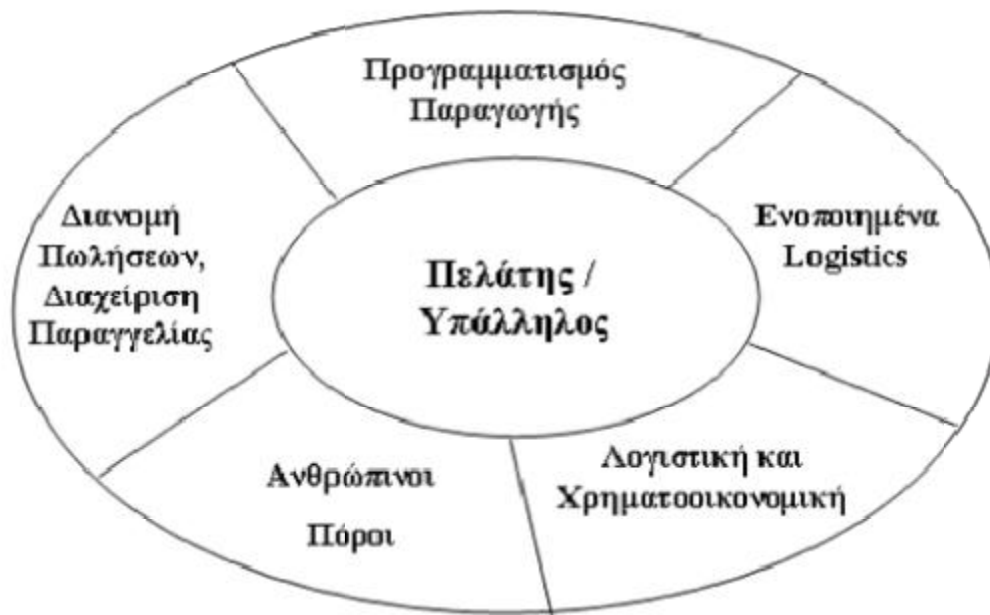 Προγραμματισμός
Παραγωγής
Διανομή
Πωλήσεων,
Διαχείριση
Παραγγελίας
Ενοποιημένα
Logistics
Πελάτης /
Υπάλληλος
Ανθρώπινοι
Πόροι
Λογιστική και
Χρηματοοικονομική